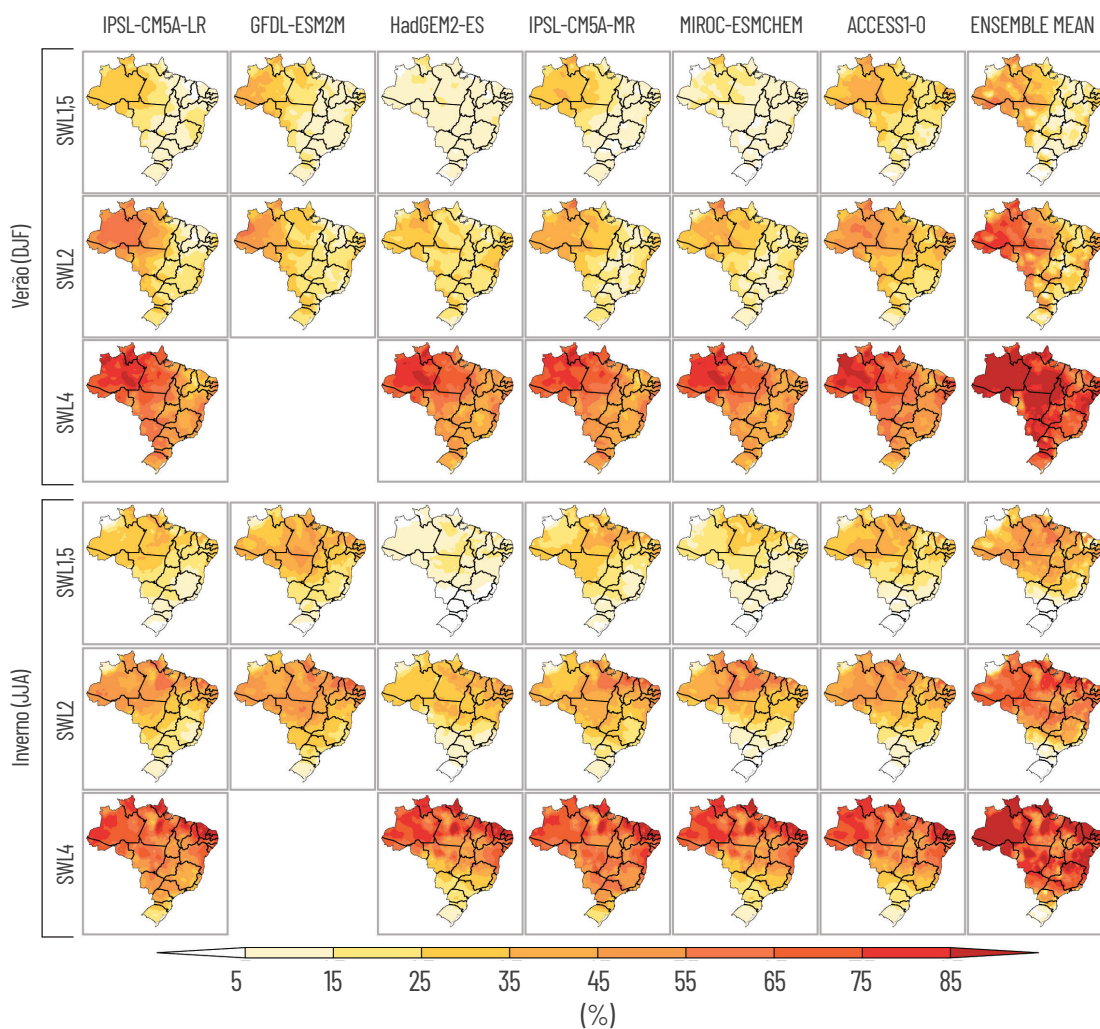 IPSL-CM5A-LR GFDL-ESM2M HadGEM2-ES IPSL-CM5A-MR MIROC-ESMCHEM ACCESS1-0 ENSEMBLE MEAN
Verão (DJF)
SWL1,5
SWL2
SWL4
Inverno (JJA)
SWL1,5
SWL2
SWL4
5 15 25 35 45 55 65 75 85
(%)